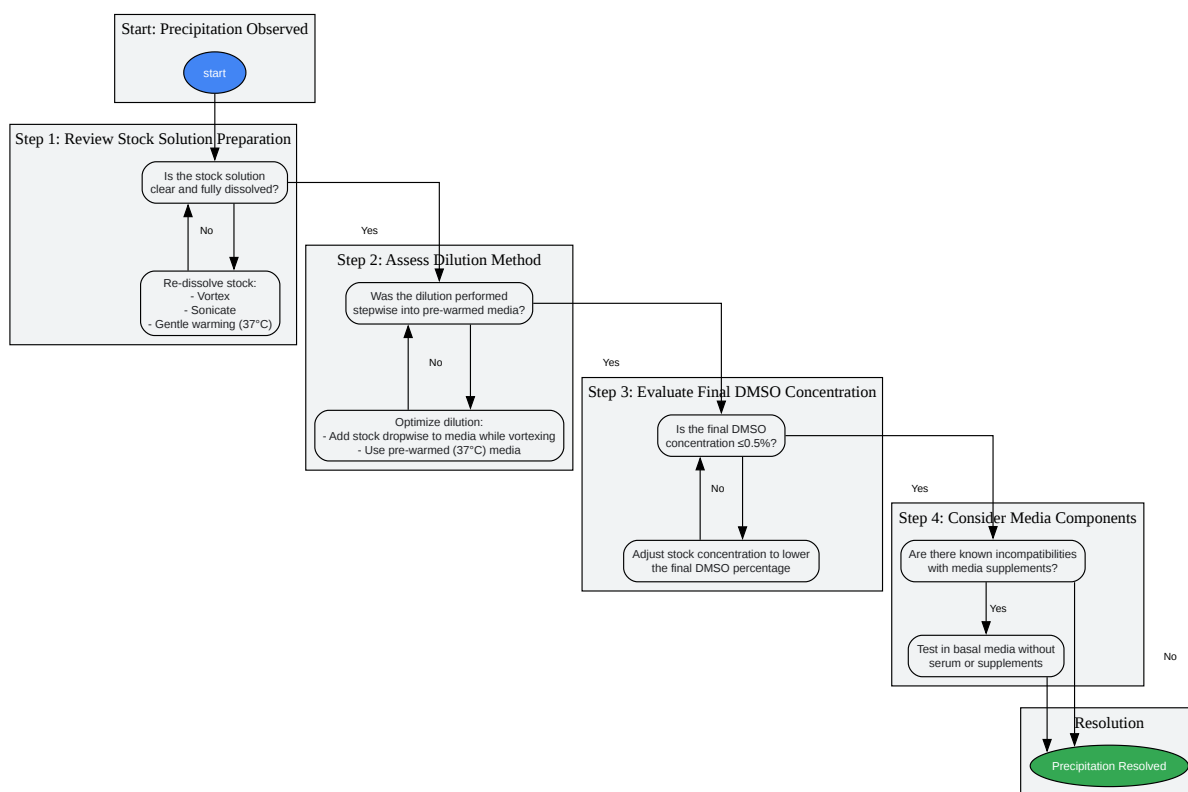 Start: Precipitation Observed
start
Step 1: Review Stock Solution Preparation
Is the stock solution
clear and fully dissolved?
No
Yes
Re-dissolve stock:
- Vortex
- Sonicate
- Gentle warming (37°C)
Step 2: Assess Dilution Method
Was the dilution performed
stepwise into pre-warmed media?
No
Yes
Optimize dilution:
- Add stock dropwise to media while vortexing
- Use pre-warmed (37°C) media
Step 3: Evaluate Final DMSO Concentration
Is the final DMSO
concentration ≤0.5%?
No
Yes
Adjust stock concentration to lower
the final DMSO percentage
Step 4: Consider Media Components
Are there known incompatibilities
with media supplements?
Yes
No
Test in basal media without
serum or supplements
Resolution
Precipitation Resolved